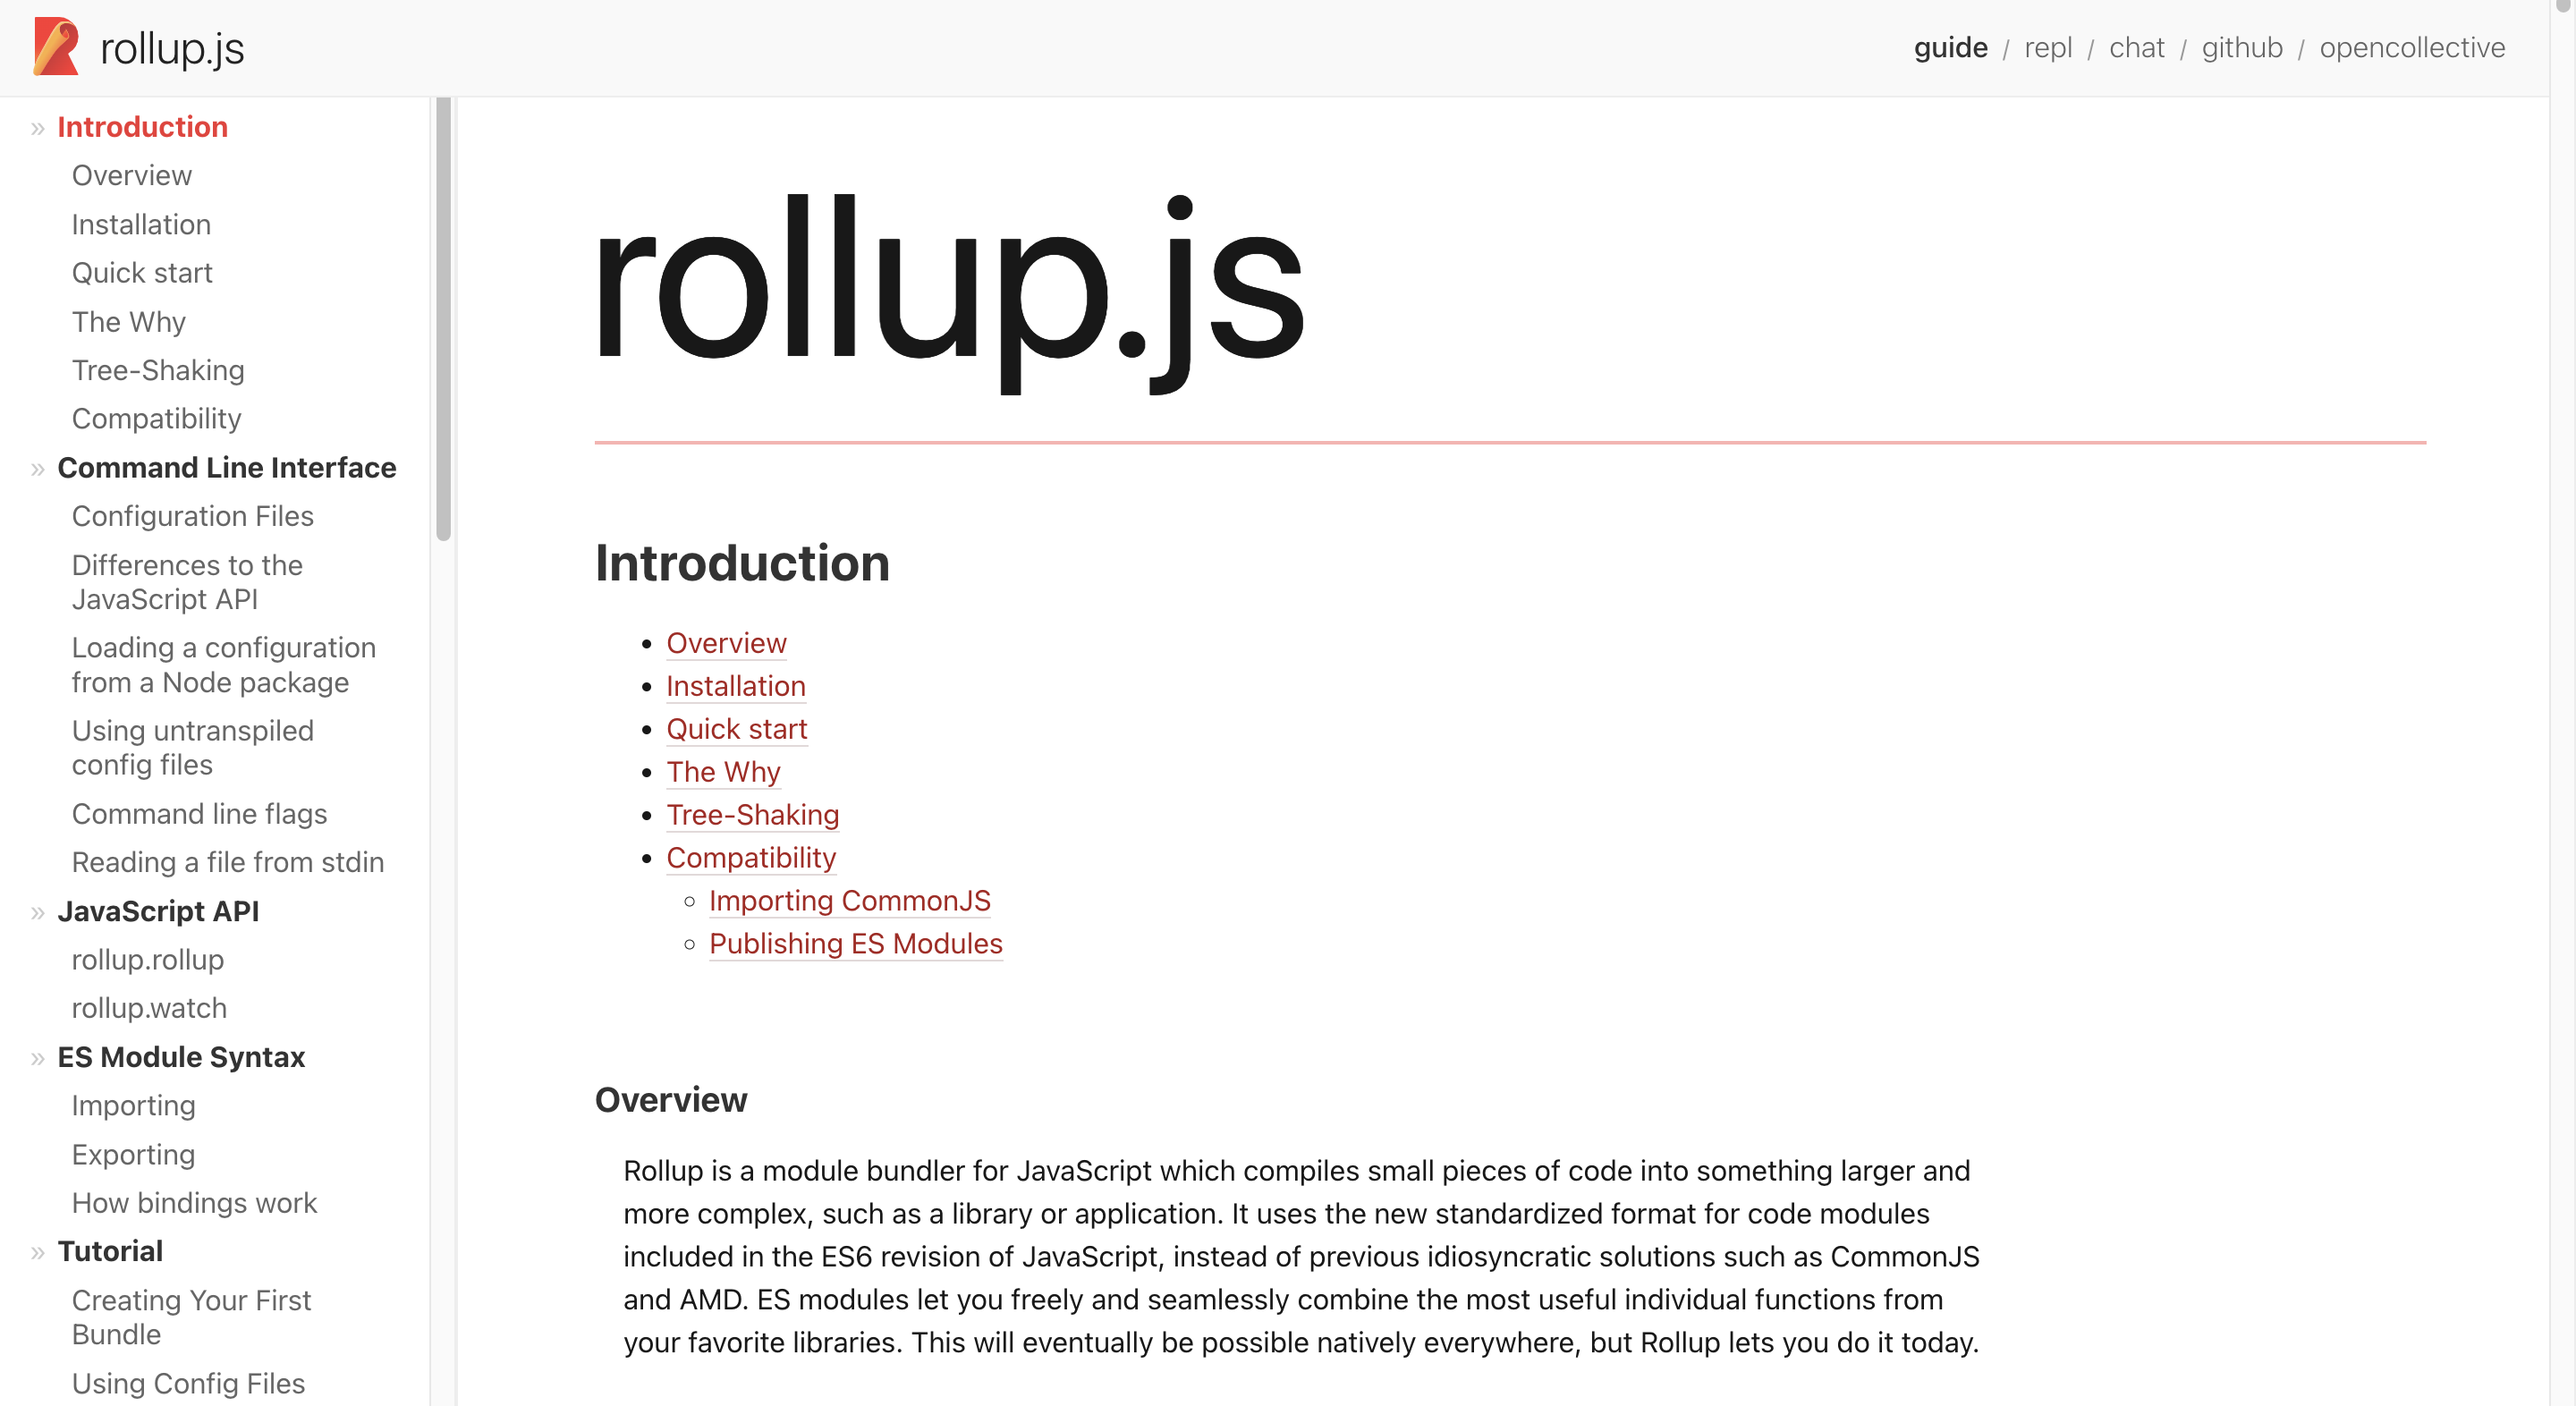 rollup.js
guide / repl / chat / github / opencollective
» Introduction
Overview
Installation
Quick start
The Why
Tree-Shaking
Compatibility
» Command Line Interface
Configuration Files
Differences to the
JavaScript API
Loading a configuration
from a Node package
Using untranspiled
config files
Command line flags
Reading a file from stdin
» JavaScript API
rollup.rollup
rollup.watch
» ES Module Syntax
Importing
Exporting
How bindings work
» Tutorial
Creating Your First
Bundle
Using Config Files
rollup.js
Introduction
Overview
Installation
Quick start
The Why
Tree-Shaking
Compatibility
Importing CommonJS
Publishing ES Modules
Overview
Rollup is a module bundler for JavaScript which compiles small pieces of code into something larger and
more complex, such as a library or application. It uses the new standardized format for code modules
included in the ES6 revision of JavaScript, instead of previous idiosyncratic solutions such as CommonJS
and AMD. ES modules let you freely and seamlessly combine the most useful individual functions from
your favorite libraries. This will eventually be possible natively everywhere, but Rollup lets you do it today.